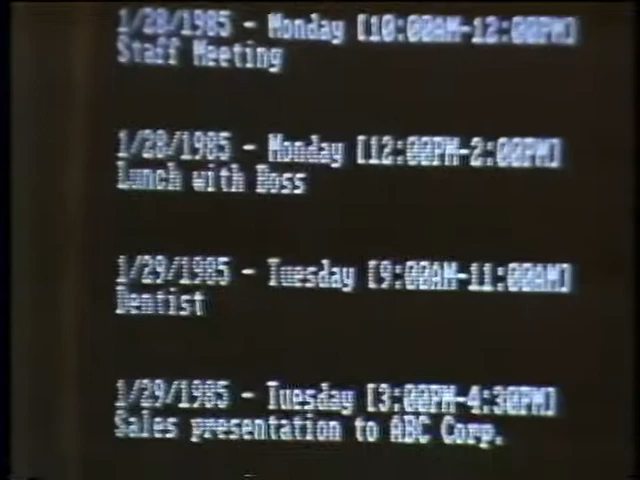 1/28/1985 - Monday [10:00AM-12:00PM]
Staff Meeting
1/28/1985 - Monday [12:00PM-2:00PM]
Lunch with Boss
1/29/1985 - Tuesday [9:00AM-11:00AM]
Dentist
1/29/1985 - Tuesday [3:00PM-4:30PM]
Sales presentation to ABC Corp.